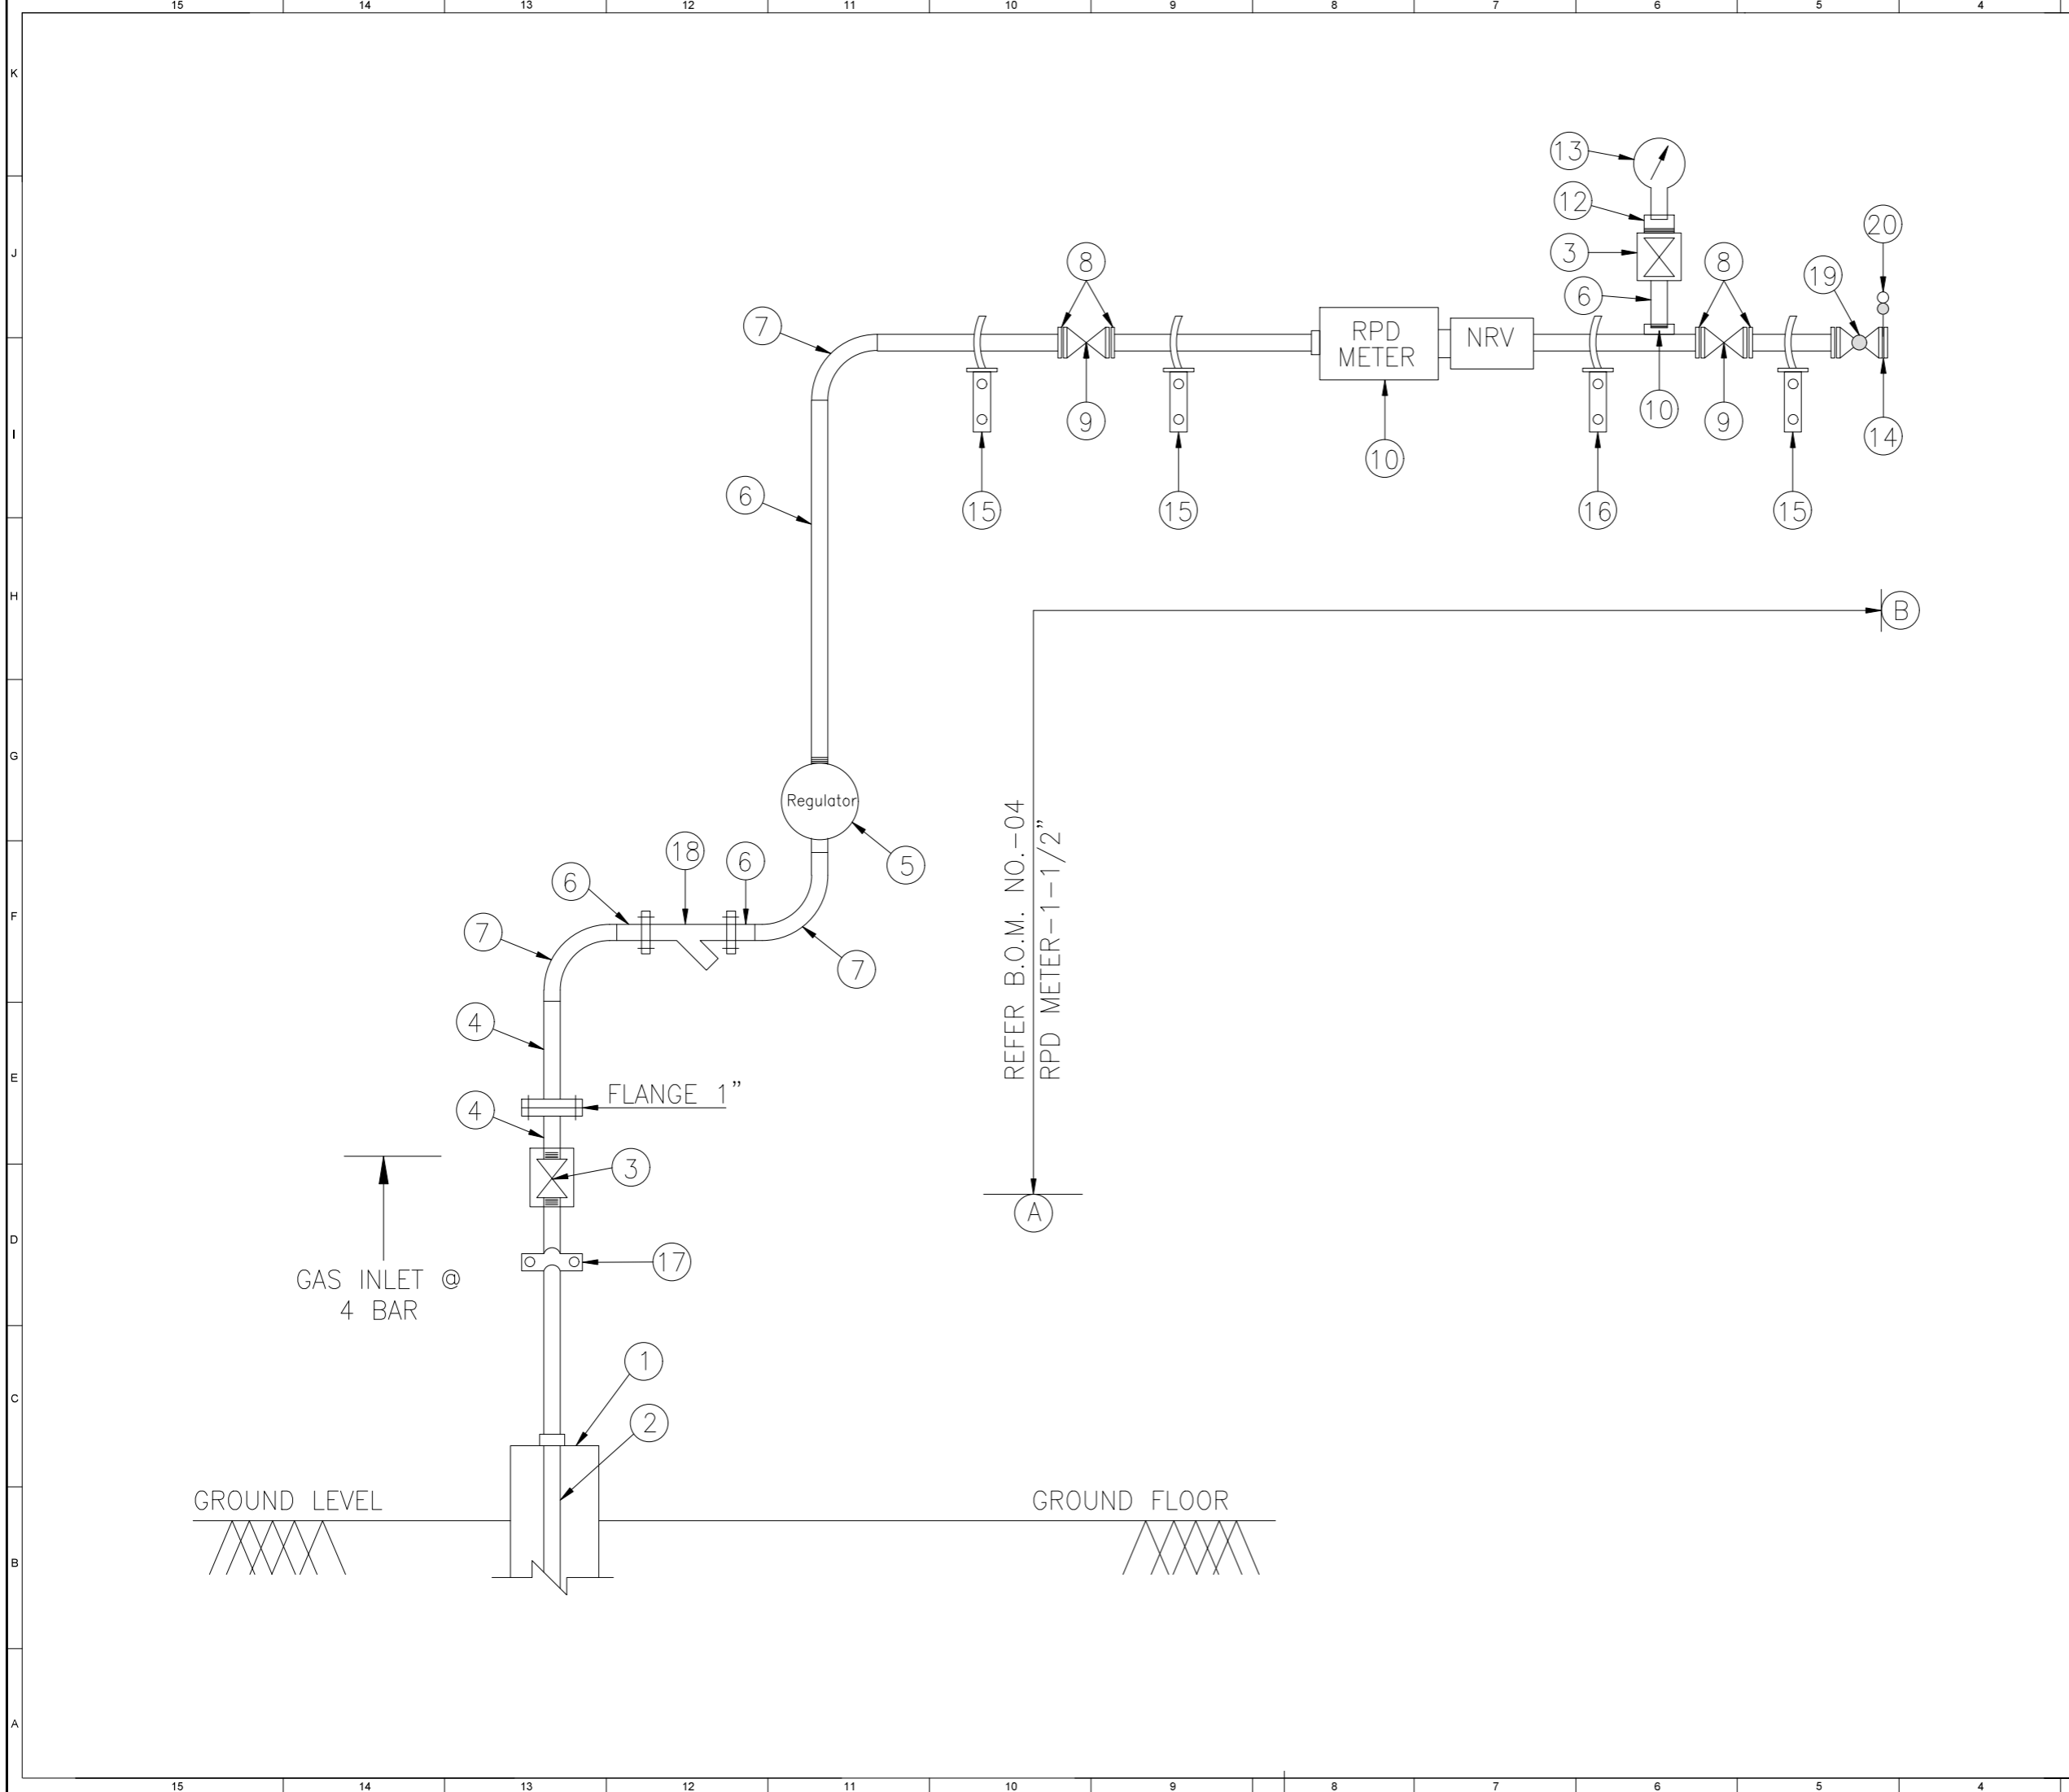 15 14 13 12 11 10 9 8 7 6 5 4
K
J
I
H
G
F
E
D
C
B
A
13
12
20
3
8
8
19
6
7
RPD
METER
NRV
10
9
9
14
10
6
15
15
16
15
B
Regulator
REFER B.O.M. NO.-04
RPD METER-1-1/2"
5
18
6
6
7
7
4
FLANGE 1"
4
3
A
17
GAS INLET @
4 BAR
1
2
GROUND LEVEL
GROUND FLOOR
15 14 13 12 11 10 9 8 7 6 5 4